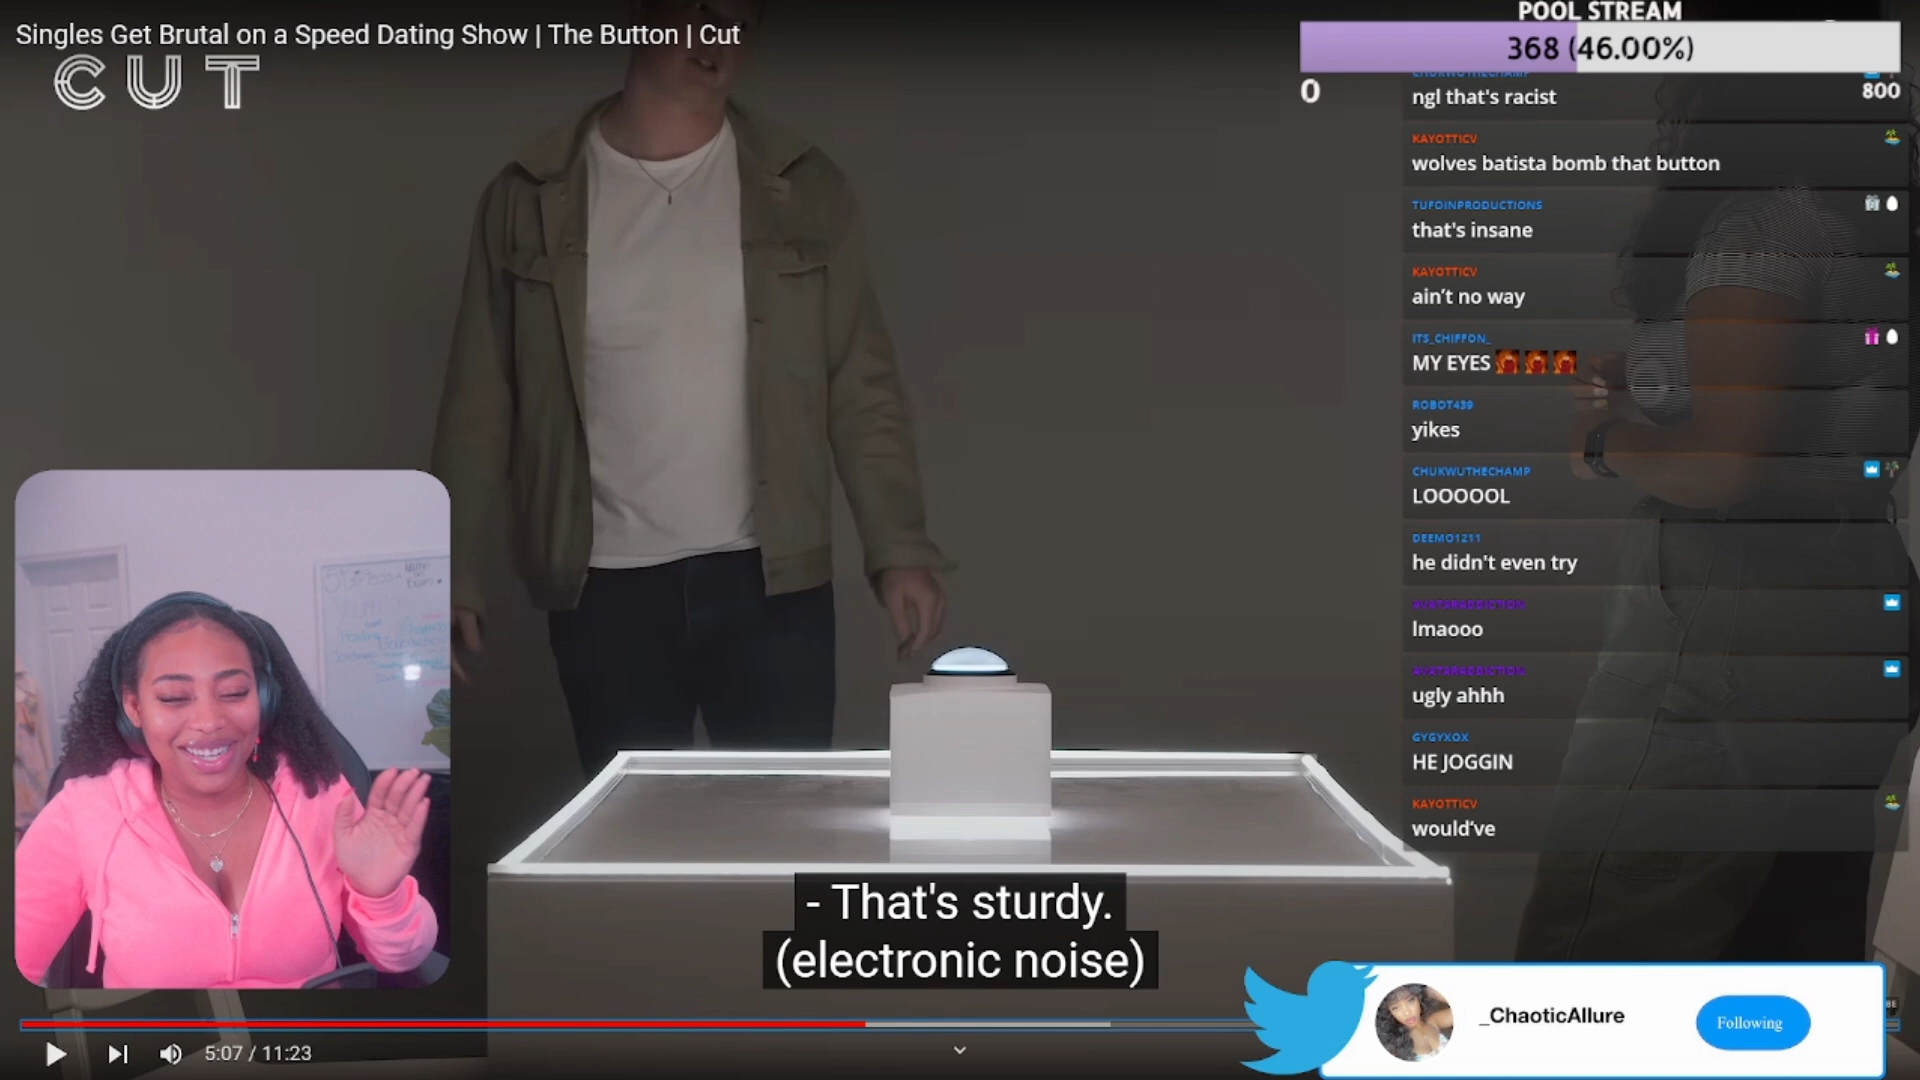 Singles Get Brutal on a Speed Dating Show | The Button | Cut
CUT
POOL STREAM
368 (46.00%)
0
800
CHUKWUTHECHAMP
ngl that's racist
KAYOTTICV
wolves batista bomb that button
TUFOINPRODUCTIONS
that's insane
KAYOTTICV
ain't no way
ITS_CHIFFON_
MY EYES
ROBOT439
yikes
CHUKWUTHECHAMP
LOOOOOL
DEEMO1211
he didn't even try
AVATARADDICTION
lmaooo
AVATARADDICTION
ugly ahhh
GYGYXOX
HE JOGGIN
KAYOTTICV
would've
- That's sturdy.
(electronic noise)
_ChaoticAllure
Following
5:07 / 11:23